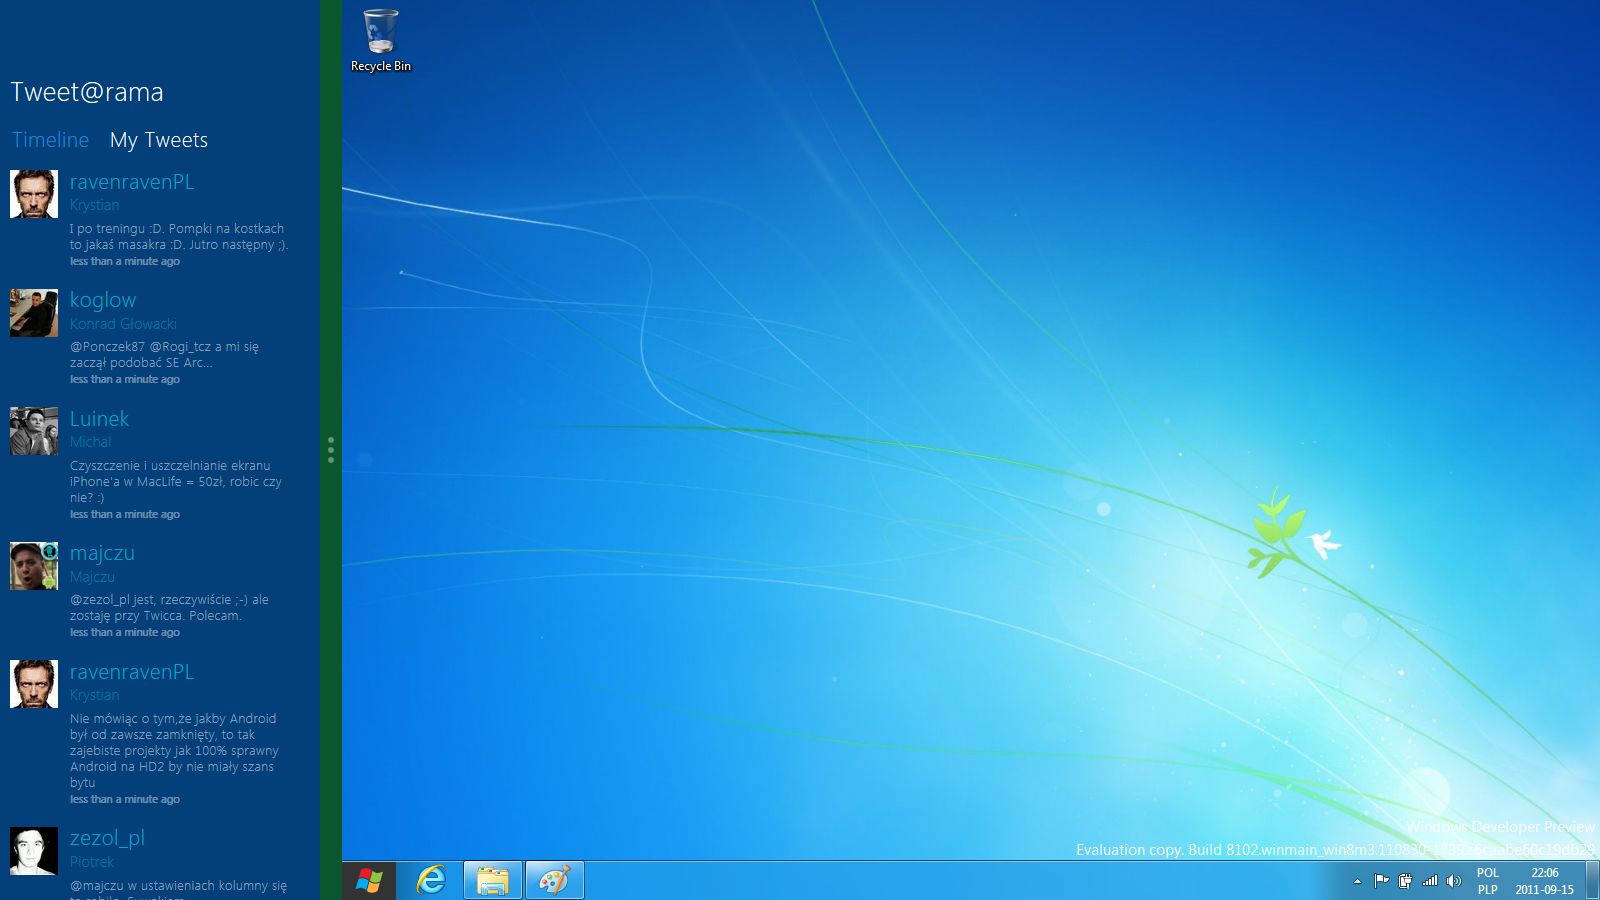 Tweet@rama
Timeline My Tweets
ravenravenPL
Krystian
I po treningu :D. Pompki na kostkach
to jakaś masakra :D. Jutro następny ;).
less than a minute ago
koglow
Konrad Głowacki
@Ponczek87 @Rogi_tcz a mi się
zaczął podobać SE Arc...
less than a minute ago
Luinek
Michal
Czyszczenie i uszczelnianie ekranu
iPhone'a w MacLife = 50zł, robic czy
nie? :)
less than a minute ago
majczu
Majczu
@zezol_pl jest, rzeczywiście ;-) ale
zostaję przy Twicca. Polecam.
less than a minute ago
ravenravenPL
Krystian
Nie mówiąc o tym,że jakby Android
był od zawsze zamknięty, to tak
zajebiste projekty jak 100% sprawny
Android na HD2 by nie miały szans
bytu
less than a minute ago
zezol_pl
Piotrek
@majczu w ustawieniach kolumny się
Recycle Bin
Windows Developer Preview
Evaluation copy. Build 8102.winmain_win8m3.110830-1739.c6caabe60c19db29
POL
PLP
22:06
2011-09-15